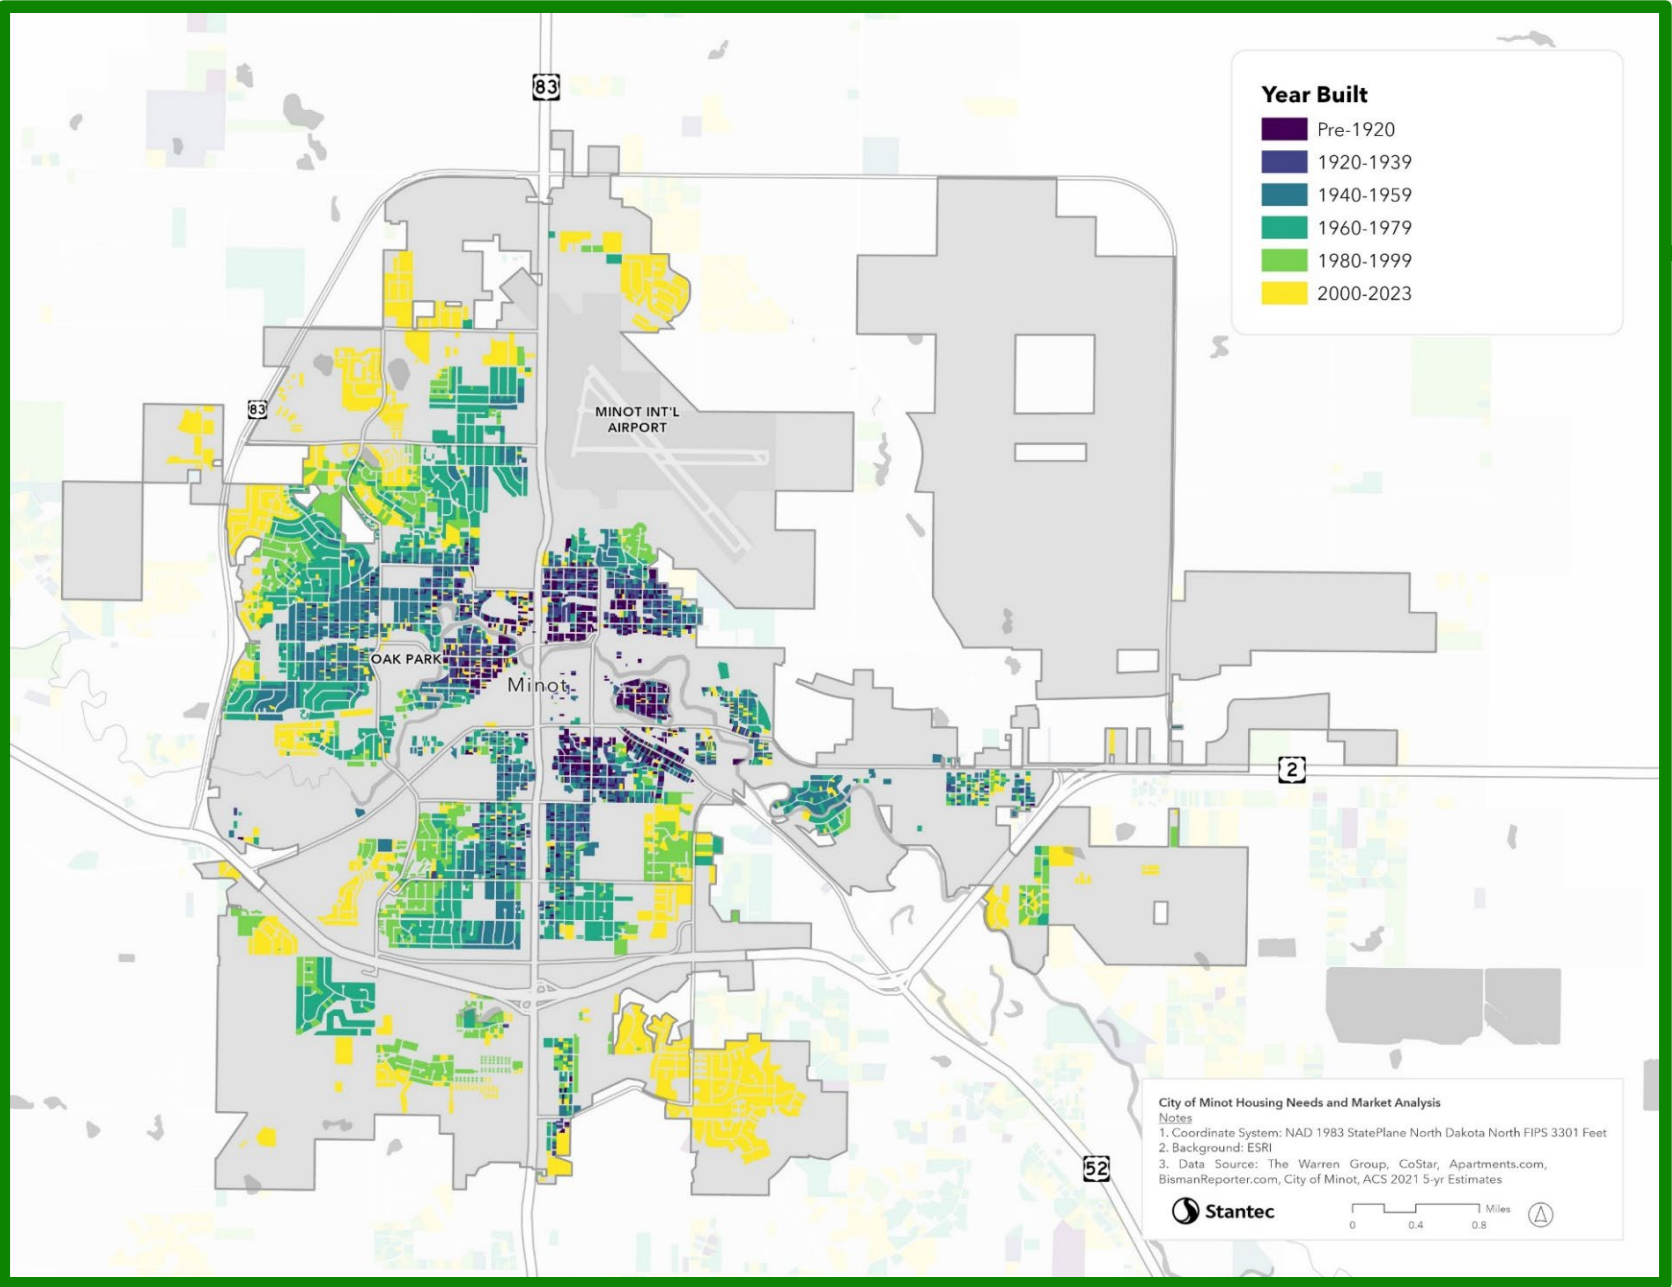 83
Year Built
Pre-1920
1920-1939
1940-1959
1960-1979
1980-1999
2000-2023
83
MINOT INT'L
AIRPORT
OAK PARK
Minot
2
52
City of Minot Housing Needs and Market Analysis
Notes
1. Coordinate System: NAD 1983 StatePlane North Dakota North FIPS 3301 Feet
2. Background: ESRI
3. Data Source: The Warren Group, CoStar, Apartments.com,
BismanReporter.com, City of Minot, ACS 2021 5-yr Estimates
Stantec
Miles
0 0.4 0.8